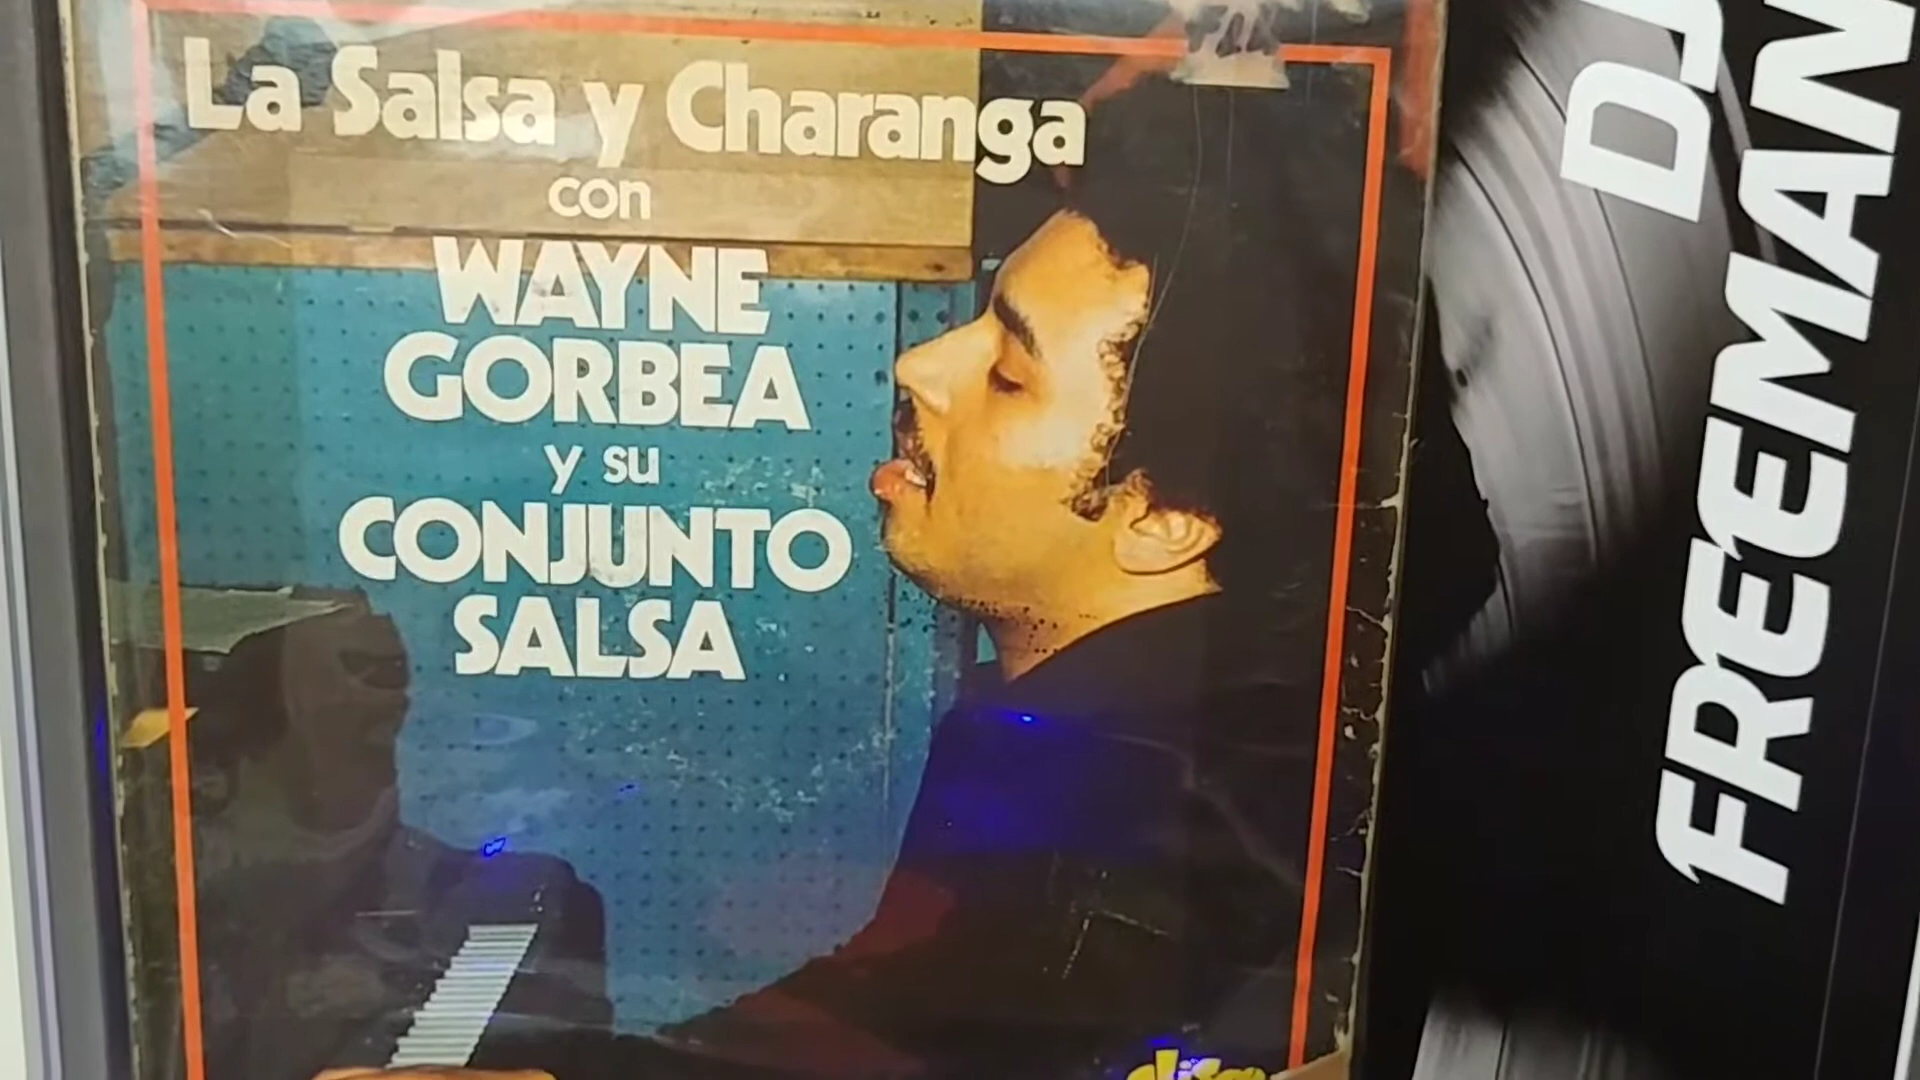 La Salsa y Charanga
con
WAYNE
GORBEA
y su
CONJUNTO
SALSA
DJ
FREEMAN